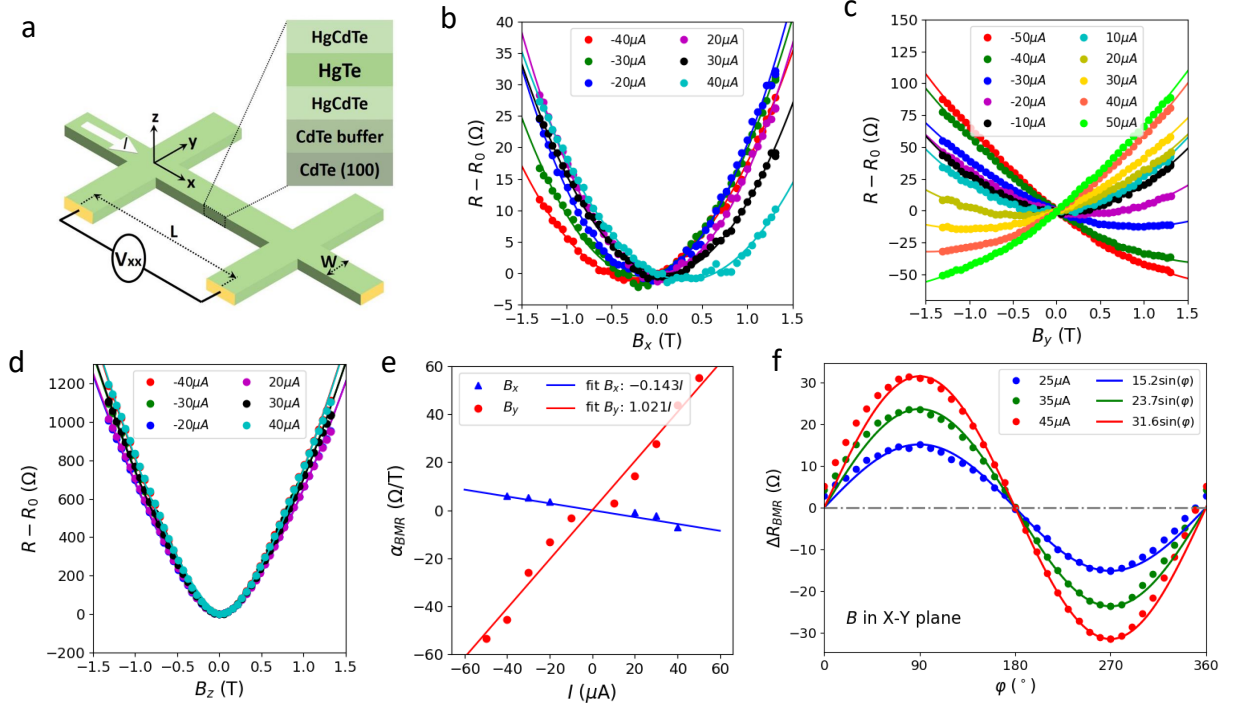 a
HgCdTe
HgTe
HgCdTe
CdTe buffer
CdTe (100)
I
z
y
x
L
W
Vxx
b
R − R0 (Ω)
40
35
30
25
20
15
10
5
0
−5
-40μA
-30μA
-20μA
20μA
30μA
40μA
−1.5 −1.0 −0.5 0.0 0.5 1.0 1.5
Bx (T)
c
R − R0 (Ω)
150
125
100
75
50
25
0
−25
−50
-50μA
-40μA
-30μA
-20μA
-10μA
10μA
20μA
30μA
40μA
50μA
−1.5 −1.0 −0.5 0.0 0.5 1.0 1.5
By (T)
d
R − R0 (Ω)
1200
1000
800
600
400
200
0
−200
-40μA
-30μA
-20μA
20μA
30μA
40μA
−1.5 −1.0 −0.5 0.0 0.5 1.0 1.5
Bz (T)
e
αBMR (Ω/T)
60
40
20
0
−20
−40
−60
Bx
By
fit Bx: −0.143I
fit By: 1.021I
−60 −40 −20 0 20 40 60
I (μA)
f
ΔRBMR (Ω)
30
20
10
0
−10
−20
−30
25μA
35μA
45μA
15.2sin(φ)
23.7sin(φ)
31.6sin(φ)
B in X-Y plane
0 90 180 270 360
φ (°)